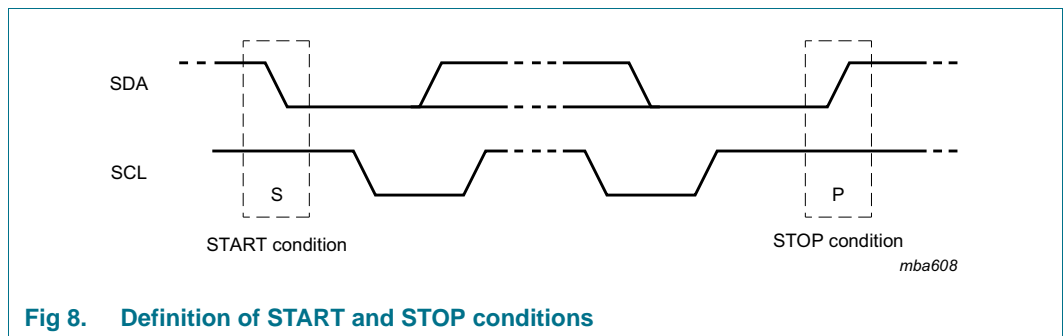 SDA
SCL
S
P
START condition
STOP condition
mba608
Fig 8. Definition of START and STOP conditions